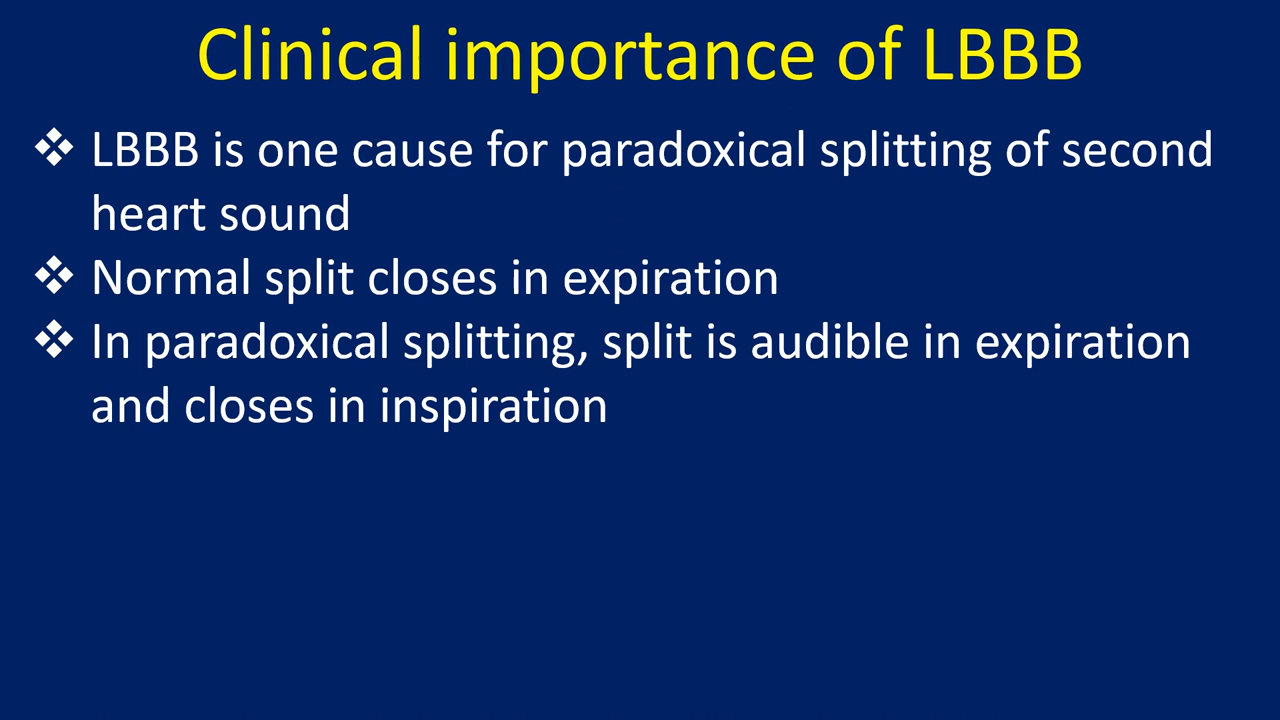 Clinical importance of LBBB
❖ LBBB is one cause for paradoxical splitting of second
heart sound
❖ Normal split closes in expiration
❖ In paradoxical splitting, split is audible in expiration
and closes in inspiration